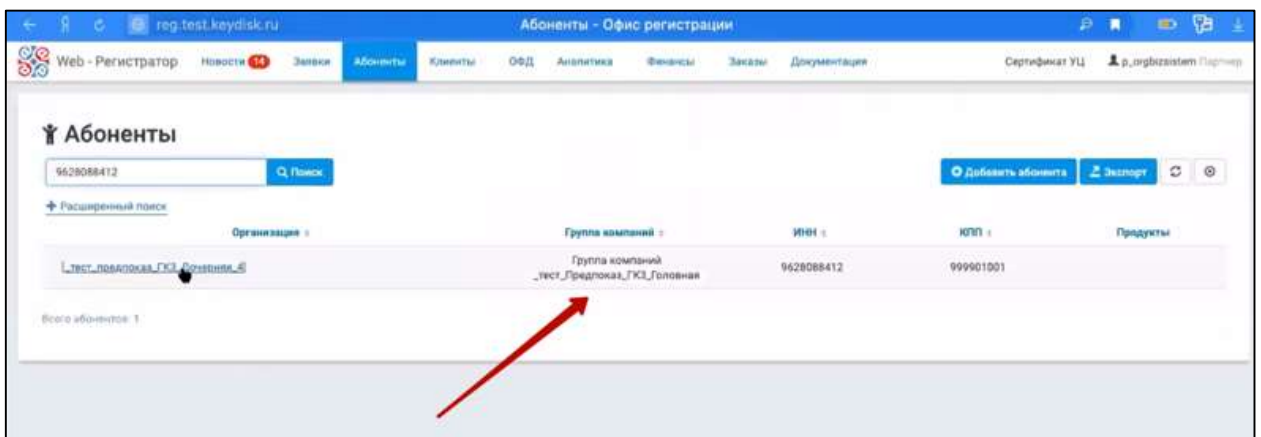 reg.test.keydisk.ru
Абоненты - Офис регистрации
Web - Регистратор Новости 14 Заявки Абоненты Клиенты ОФД Аналитика Финансы Заказы Документация Сертификат УЦ p_orgbizsistem Партнер
Абоненты
9628088412 Поиск Добавить абонента Экспорт
+ Расширенный поиск
Организация Группа компаний ИНН КПП Продукты
_тест_предпоказ_ГК3_Дочерняя_4 Группа компаний 9628088412 999901001
_тест_Предпоказ_ГК3_Головная
Всего абонентов: 1